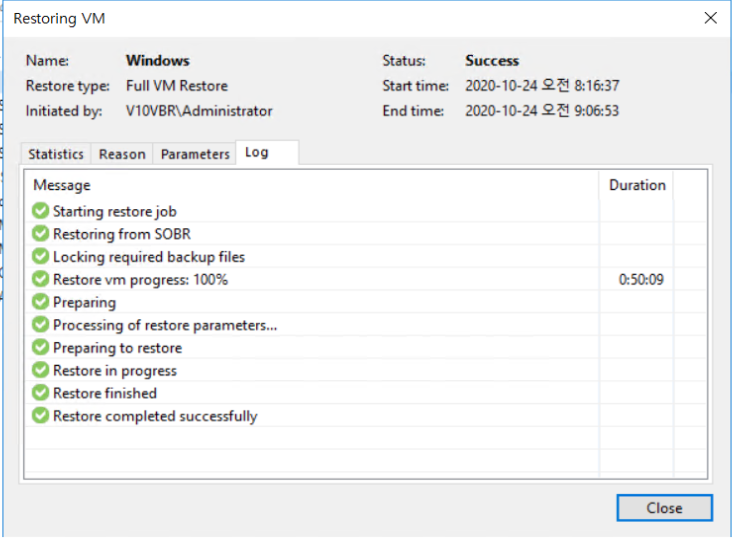 Restoring VM
Name: Windows Status: Success
Restore type: Full VM Restore Start time: 2020-10-24 오전 8:16:37
Initiated by: V10VBR\Administrator End time: 2020-10-24 오전 9:06:53
Statistics Reason Parameters Log
Message Duration
Starting restore job
Restoring from SOBR
Locking required backup files
Restore vm progress: 100% 0:50:09
Preparing
Processing of restore parameters...
Preparing to restore
Restore in progress
Restore finished
Restore completed successfully
Close